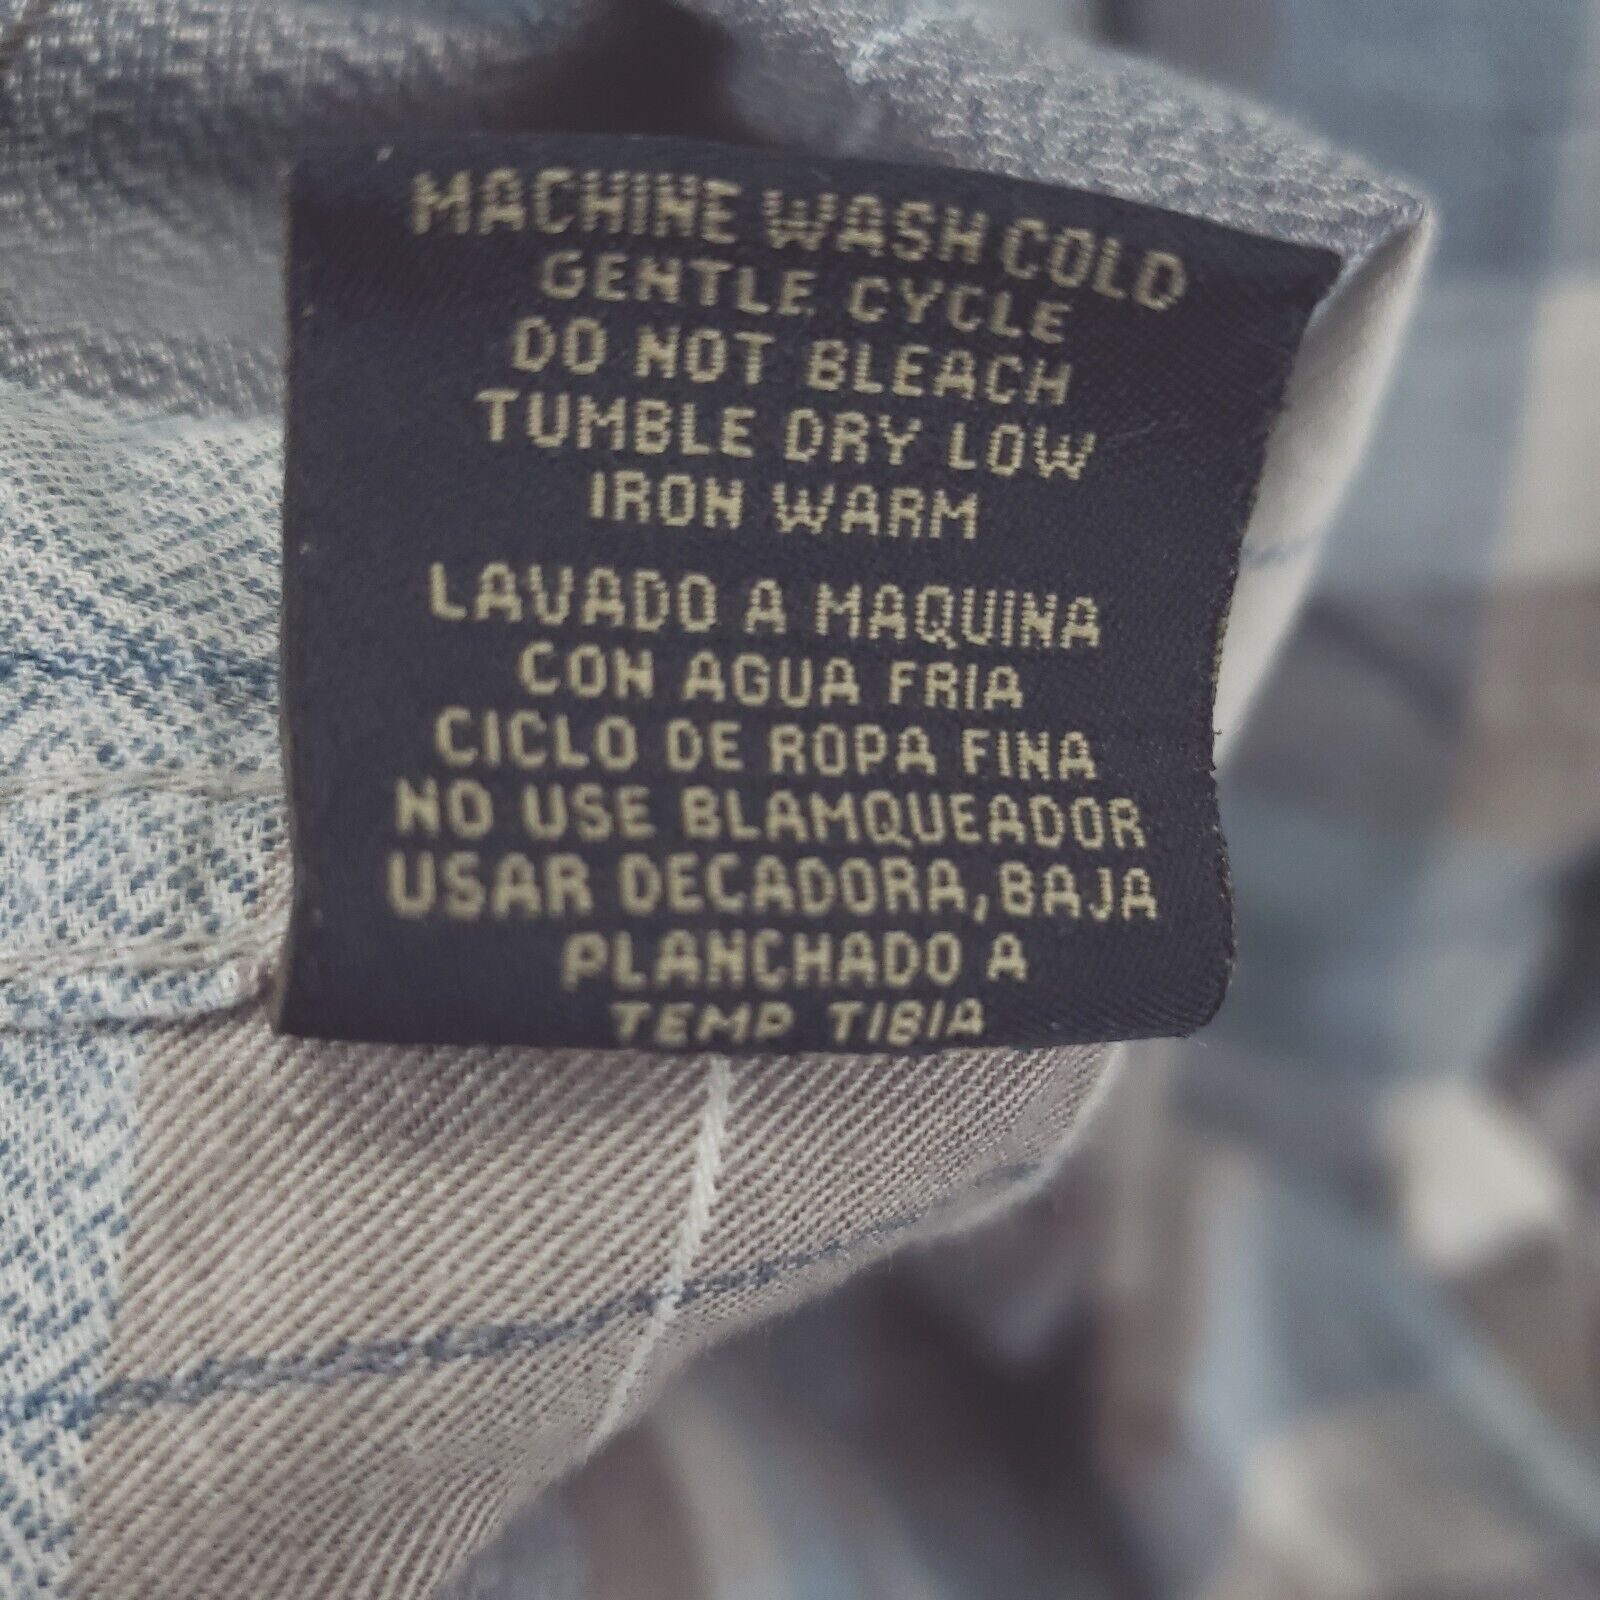 MACHINE WASH COLD
GENTLE CYCLE
DO NOT BLEACH
TUMBLE DRY LOW
IRON WARM
LAVADO A MAQUINA
CON AGUA FRIA
CICLO DE ROPA FINA
NO USE BLAMQUEADOR
USAR DECADORA, BAJA
PLANCHADO A
TEMP TIBIA